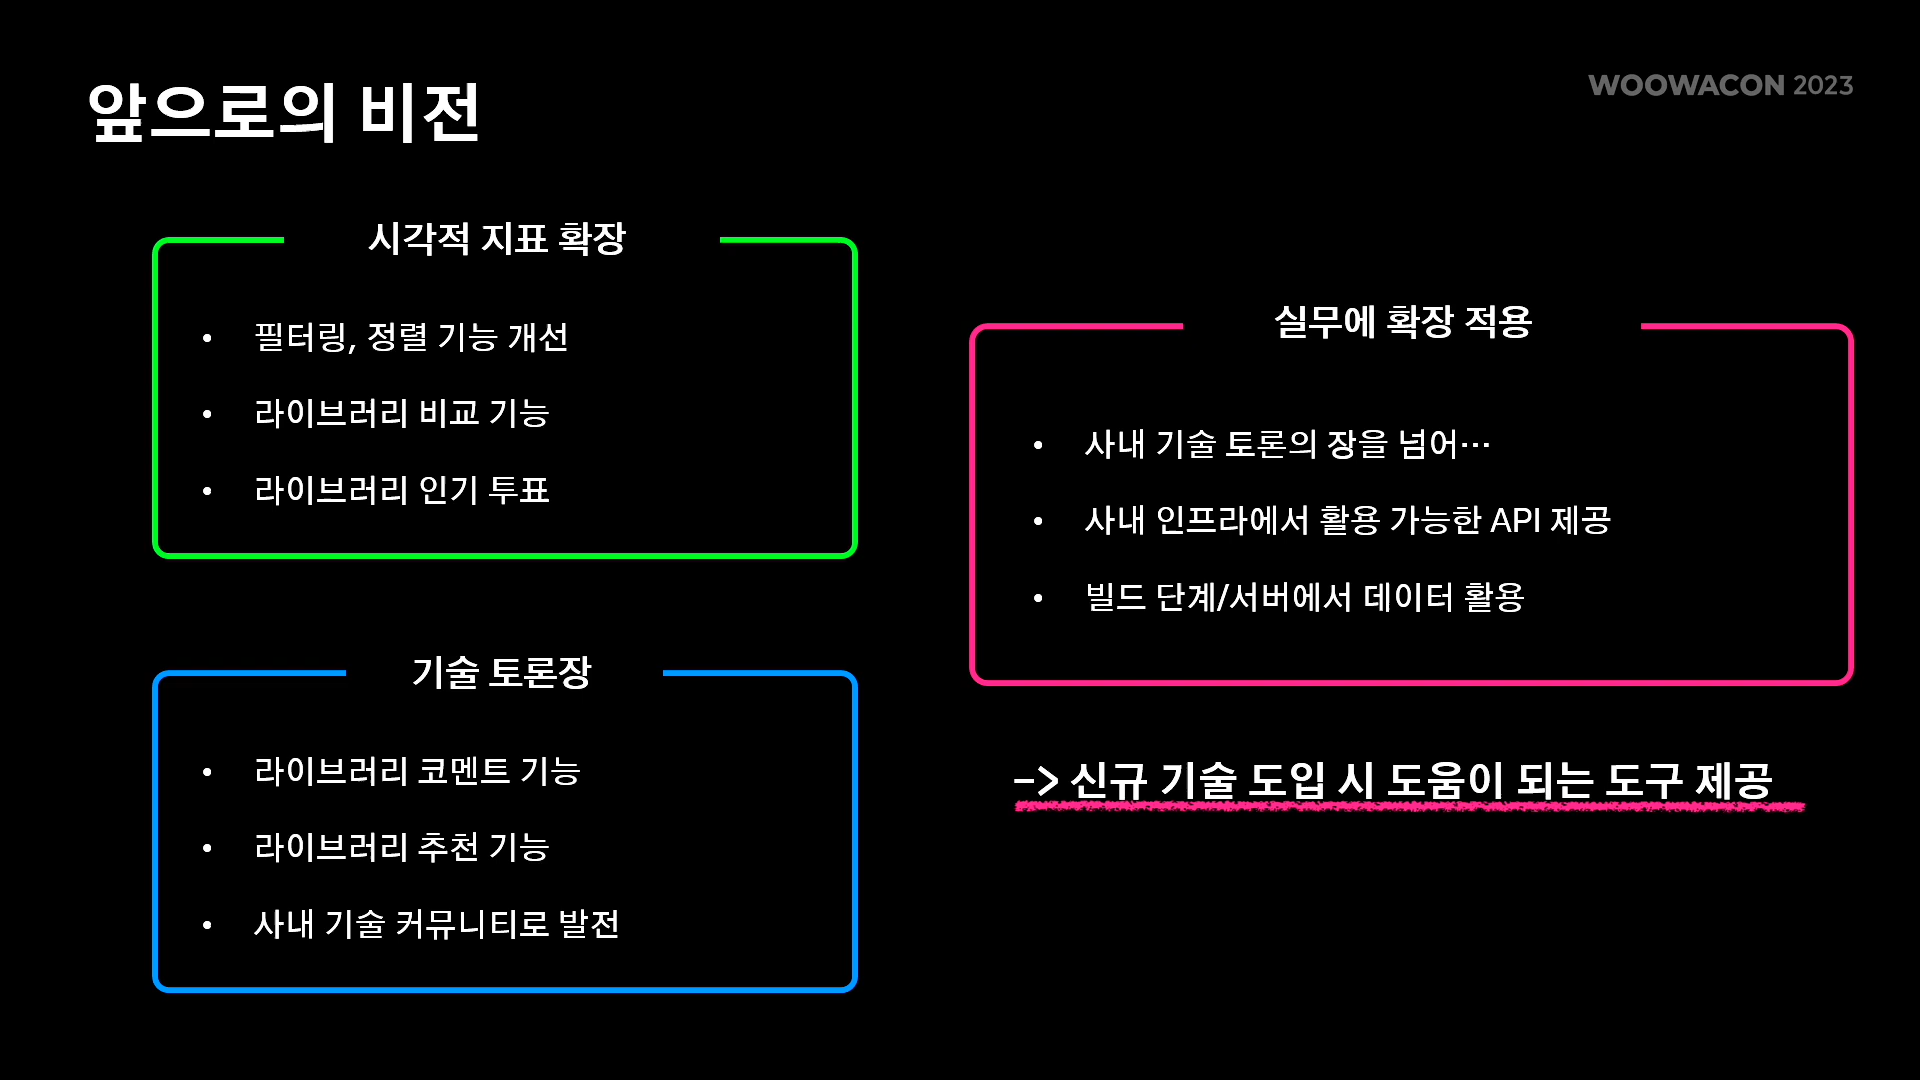 앞으로의 비전
WOOWACON 2023
시각적 지표 확장
• 필터링, 정렬 기능 개선
• 라이브러리 비교 기능
• 라이브러리 인기 투표
기술 토론장
• 라이브러리 코멘트 기능
• 라이브러리 추천 기능
• 사내 기술 커뮤니티로 발전
실무에 확장 적용
• 사내 기술 토론의 장을 넘어…
• 사내 인프라에서 활용 가능한 API 제공
• 빌드 단계/서버에서 데이터 활용
-> 신규 기술 도입 시 도움이 되는 도구 제공